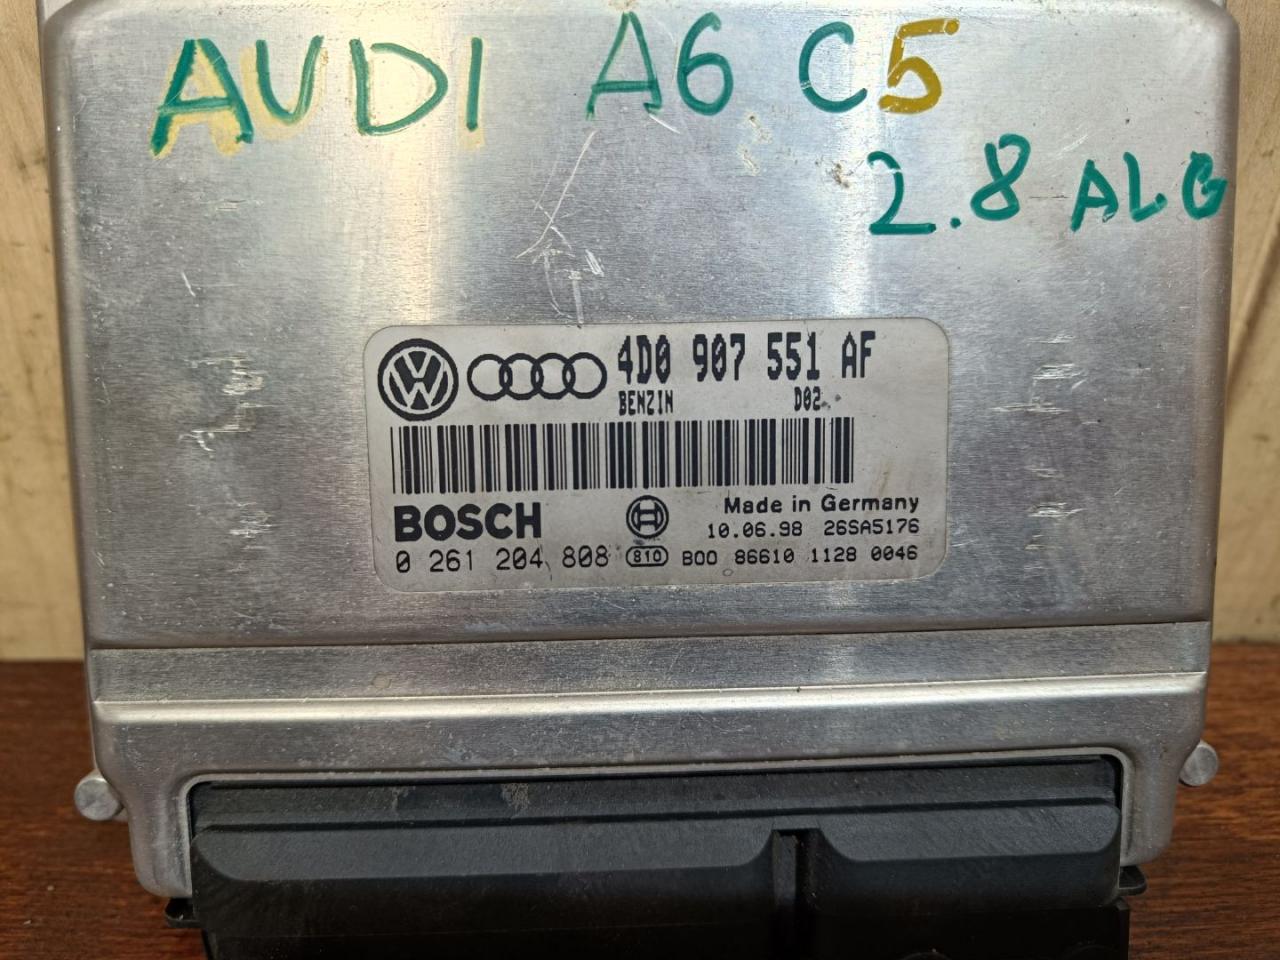 AUDI A6 C5
2.8 ALG
4D0 907 551 AF
BENZIN D02
BOSCH
Made in Germany
10.06.98 26SA5176
0 261 204 808 810 B00 86610 1128 0046